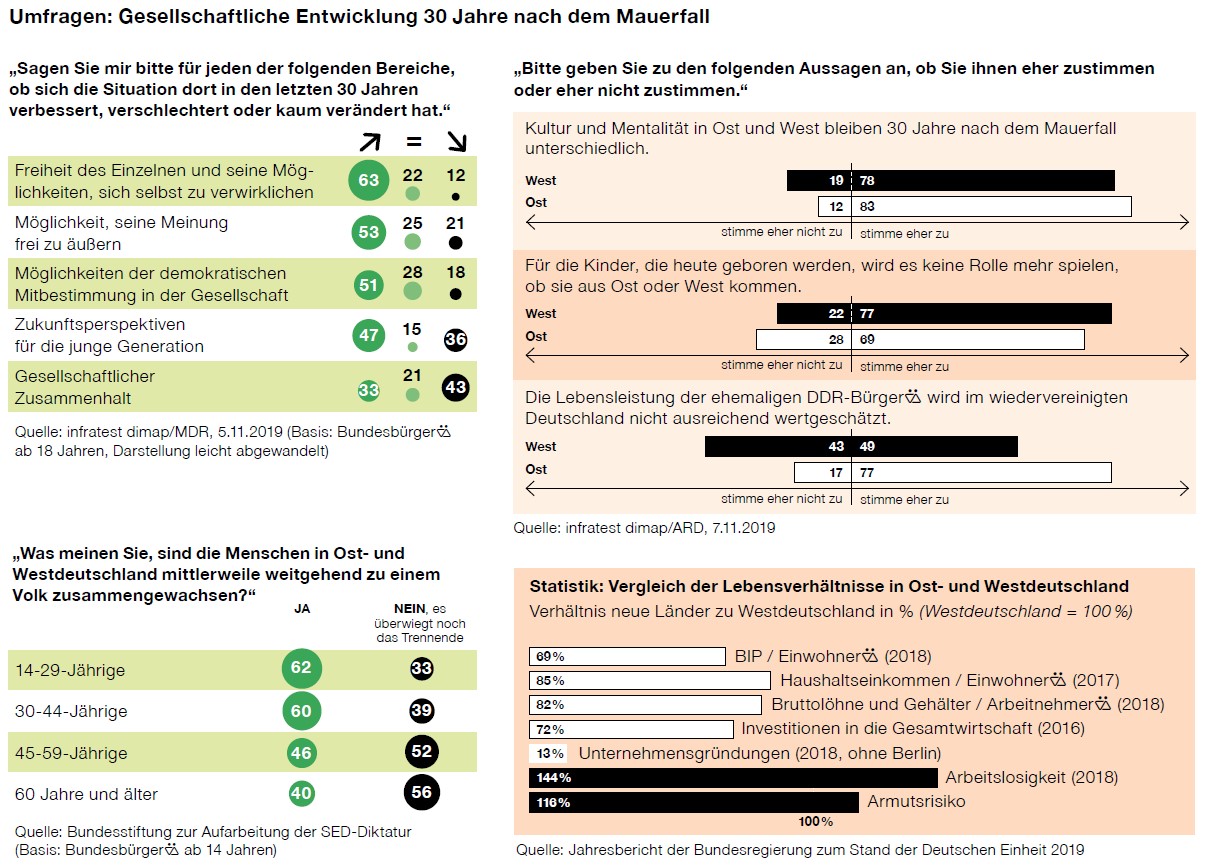 Umfragen: Gesellschaftliche Entwicklung 30 Jahre nach dem Mauerfall
„Sagen Sie mir bitte für jeden der folgenden Bereiche,
ob sich die Situation dort in den letzten 30 Jahren
verbessert, verschlechtert oder kaum verändert hat.“
=
Freiheit des Einzelnen und seine Mög-
lichkeiten, sich selbst zu verwirklichen
63 22 12
Möglichkeit, seine Meinung
frei zu äußern
53 25 21
Möglichkeiten der demokratischen
Mitbestimmung in der Gesellschaft
51 28 18
Zukunftsperspektiven
für die junge Generation
47 15 36
Gesellschaftlicher
Zusammenhalt
33 21 43
Quelle: infratest dimap/MDR, 5.11.2019 (Basis: Bundesbürger
ab 18 Jahren, Darstellung leicht abgewandelt)
„Was meinen Sie, sind die Menschen in Ost- und
Westdeutschland mittlerweile weitgehend zu einem
Volk zusammengewachsen?“
JA
NEIN, es
überwiegt noch
das Trennende
14-29-Jährige 62 33
30-44-Jährige 60 39
45-59-Jährige 46 52
60 Jahre und älter 40 56
Quelle: Bundesstiftung zur Aufarbeitung der SED-Diktatur
(Basis: Bundesbürger ab 14 Jahren)
„Bitte geben Sie zu den folgenden Aussagen an, ob Sie ihnen eher zustimmen
oder eher nicht zustimmen.“
Kultur und Mentalität in Ost und West bleiben 30 Jahre nach dem Mauerfall
unterschiedlich.
West 19 78
Ost 12 83
stimme eher nicht zu stimme eher zu
Für die Kinder, die heute geboren werden, wird es keine Rolle mehr spielen,
ob sie aus Ost oder West kommen.
West 22 77
Ost 28 69
stimme eher nicht zu stimme eher zu
Die Lebensleistung der ehemaligen DDR-Bürger wird im wiedervereinigten
Deutschland nicht ausreichend wertgeschätzt.
West 43 49
Ost 17 77
stimme eher nicht zu stimme eher zu
Quelle: infratest dimap/ARD, 7.11.2019
Statistik: Vergleich der Lebensverhältnisse in Ost- und Westdeutschland
Verhältnis neue Länder zu Westdeutschland in % (Westdeutschland = 100 %)
69% BIP / Einwohner (2018)
85% Haushaltseinkommen / Einwohner (2017)
82% Bruttolöhne und Gehälter / Arbeitnehmer (2018)
72% Investitionen in die Gesamtwirtschaft (2016)
13% Unternehmensgründungen (2018, ohne Berlin)
144% Arbeitslosigkeit (2018)
116% Armutsrisiko
100%
Quelle: Jahresbericht der Bundesregierung zum Stand der Deutschen Einheit 2019